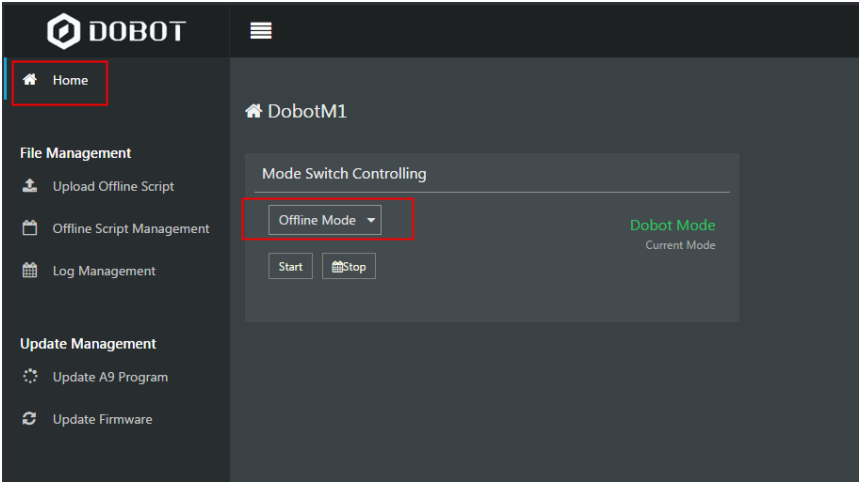 DOBOT
Home
DobotM1
File Management
Upload Offline Script
Offline Script Management
Log Management
Update Management
Update A9 Program
Update Firmware
Mode Switch Controlling
Offline Mode
Dobot Mode
Current Mode
Start
Stop